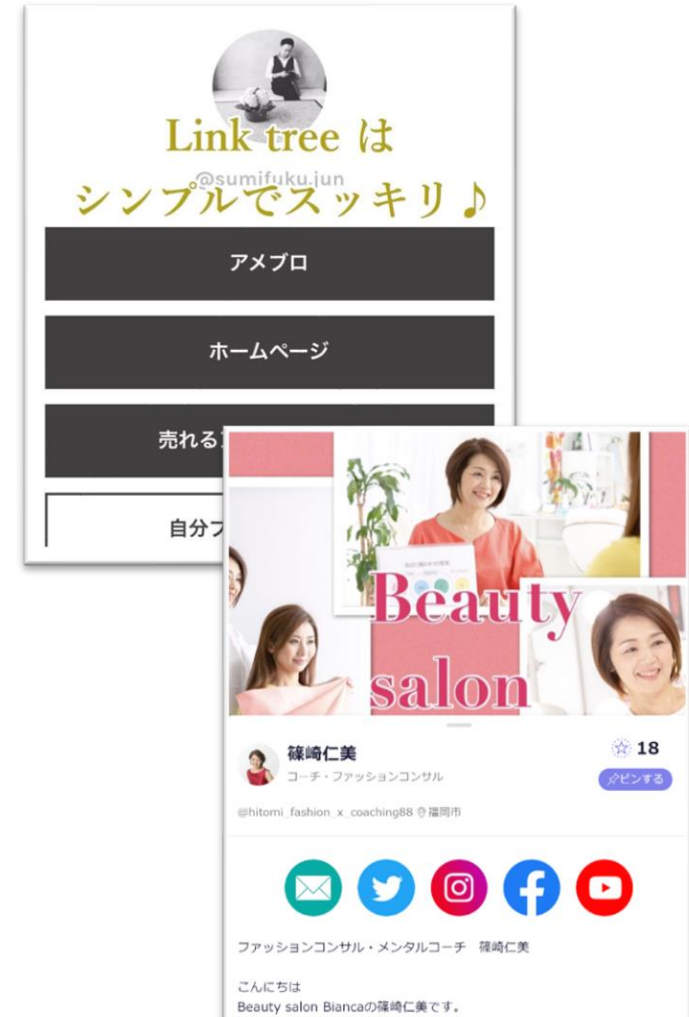 Link tree は
@sumifuku.jun
シンプルでスッキリ♪
アメブロ
ホームページ
売れる
自分
Beauty
salon
篠崎仁美
18
コーチ・ファッションコンサル
ピンする
@hitomi_fashion_x_coaching88 福岡市
ファッションコンサル・メンタルコーチ 篠崎仁美
こんにちは
Beauty salon Biancaの篠崎仁美です。